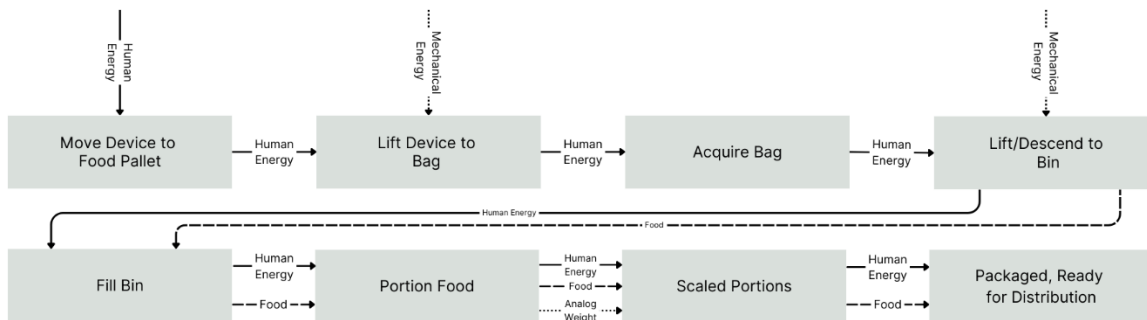 Human
Energy
Mechanical
Energy
Mechanical
Energy
Move Device to
Food Pallet
Human
Energy
Lift Device to
Bag
Human
Energy
Acquire Bag
Human
Energy
Lift/Descend to
Bin
Human Energy
Food
Fill Bin
Human
Energy
Food
Portion Food
Human
Energy
Food
Analog
Weight
Scaled Portions
Human
Energy
Food
Packaged, Ready
for Distribution